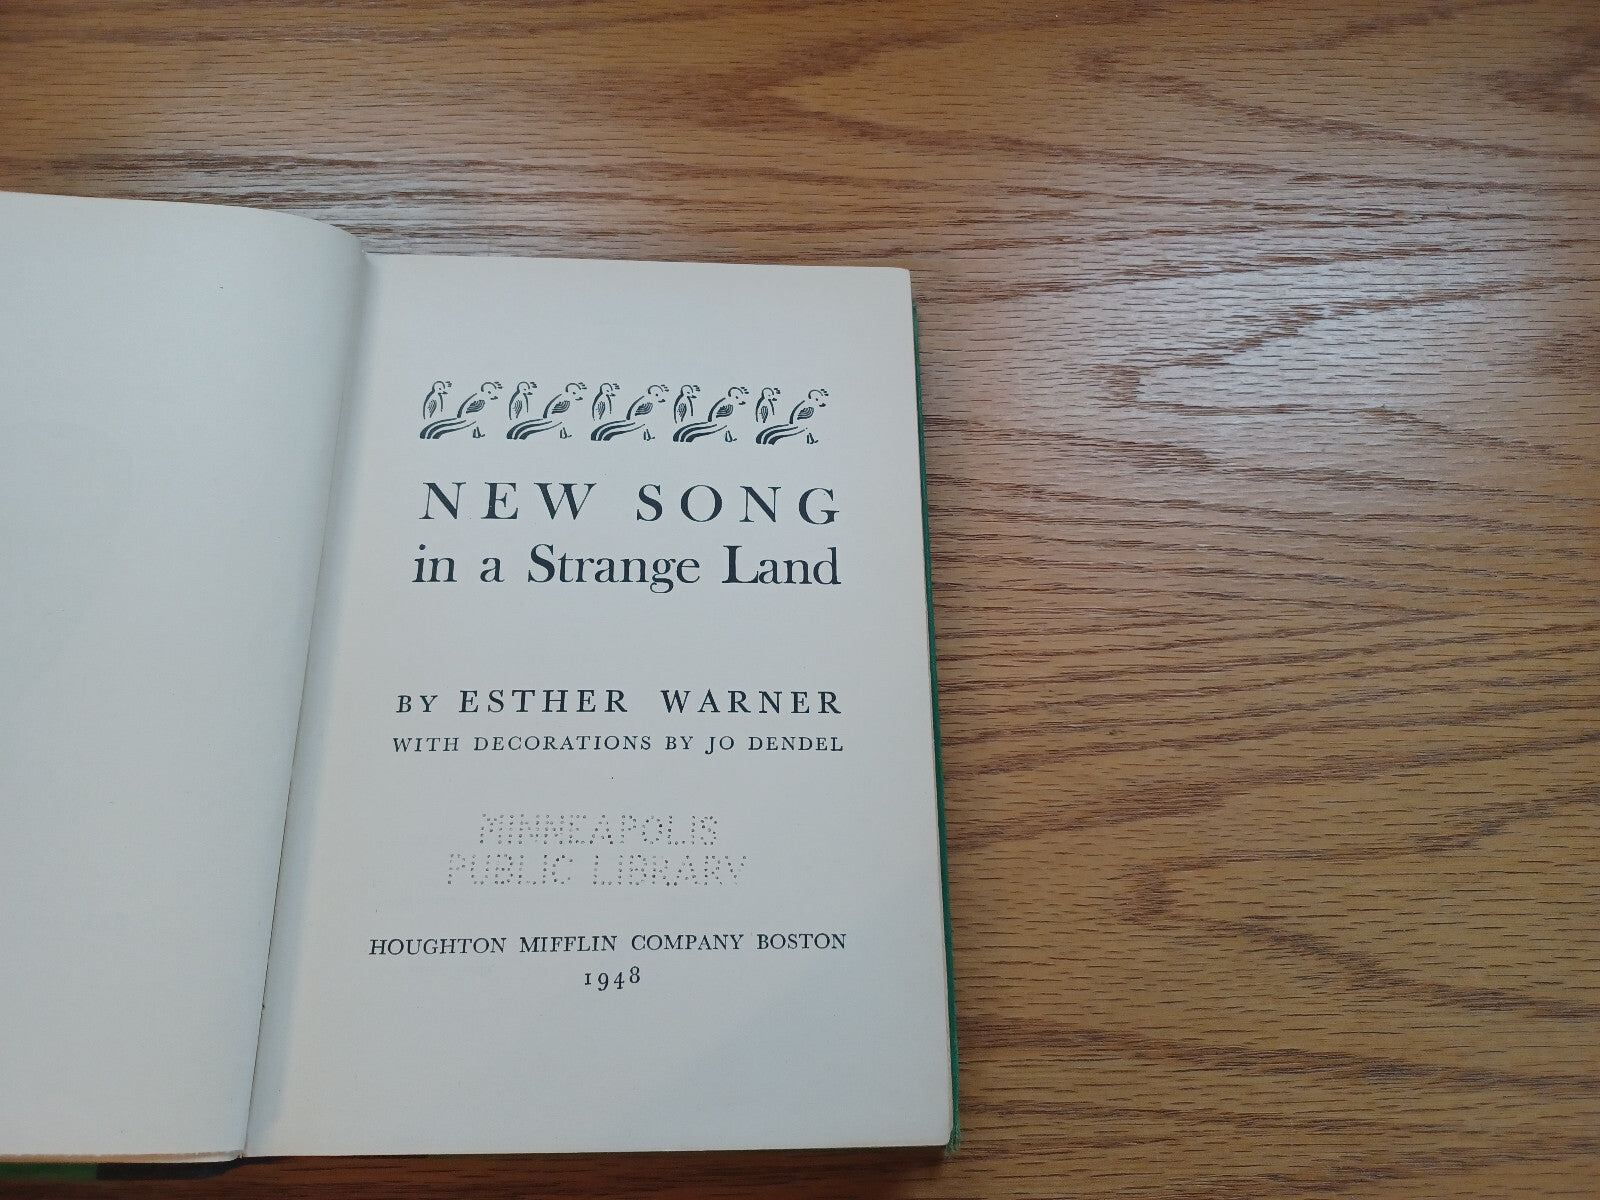 NEW SONG
in a Strange Land
BY ESTHER WARNER
WITH DECORATIONS BY JO DENDEL
MINNEAPOLIS
PUBLIC LIBRARY
HOUGHTON MIFFLIN COMPANY BOSTON
1948